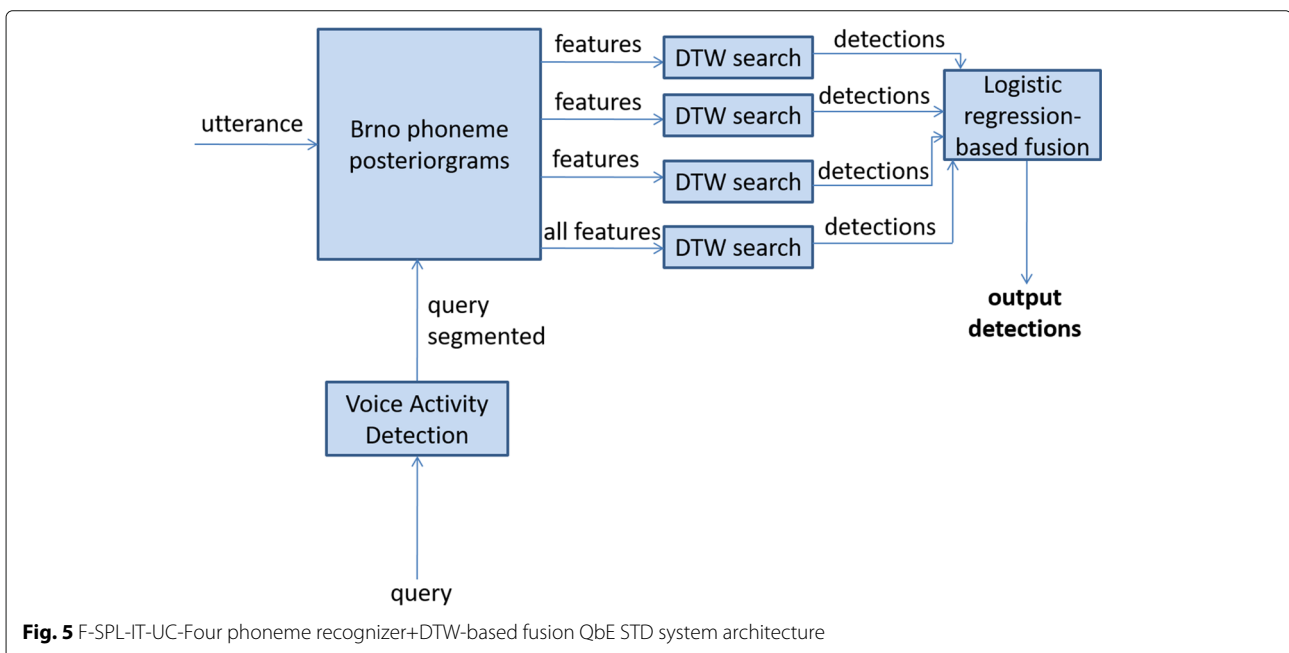 features
DTW search
detections
features
DTW search
detections
utterance
Brno phoneme
posteriorgrams
Logistic
regression-
based fusion
features
DTW search
detections
all features
DTW search
detections
query
segmented
output
detections
Voice Activity
Detection
query
Fig. 5 F-SPL-IT-UC-Four phoneme recognizer+DTW-based fusion QbE STD system architecture